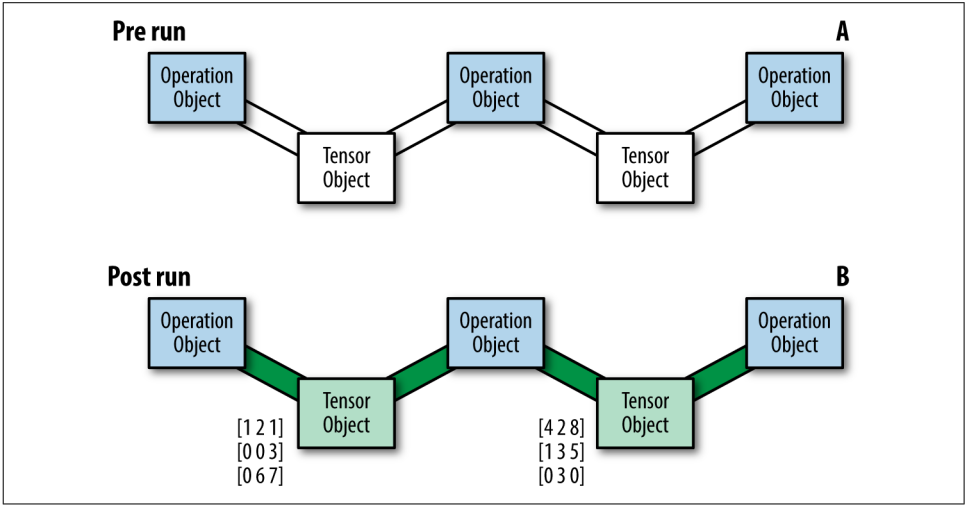 Pre run
A
Operation
Object
Operation
Object
Operation
Object
Tensor
Object
Tensor
Object
Post run
B
Operation
Object
Operation
Object
Operation
Object
Tensor
Object
Tensor
Object
[1 2 1]
[0 0 3]
[0 6 7]
[4 2 8]
[1 3 5]
[0 3 0]